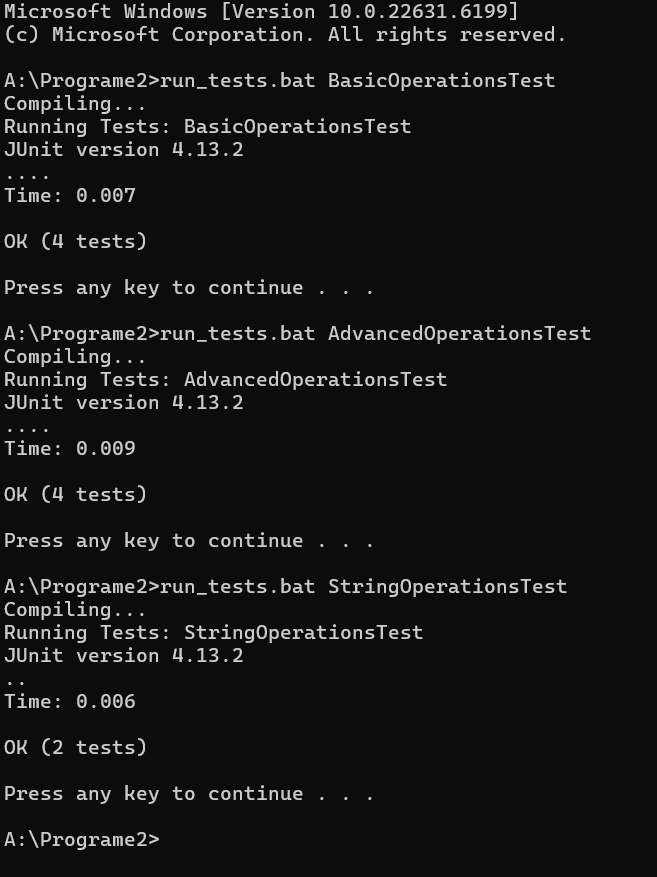 Microsoft Windows [Version 10.0.22631.6199]
(c) Microsoft Corporation. All rights reserved.
A:\Programe2>run_tests.bat BasicOperationsTest
Compiling...
Running Tests: BasicOperationsTest
JUnit version 4.13.2
....
Time: 0.007
OK (4 tests)
Press any key to continue . . .
A:\Programe2>run_tests.bat AdvancedOperationsTest
Compiling...
Running Tests: AdvancedOperationsTest
JUnit version 4.13.2
....
Time: 0.009
OK (4 tests)
Press any key to continue . . .
A:\Programe2>run_tests.bat StringOperationsTest
Compiling...
Running Tests: StringOperationsTest
JUnit version 4.13.2
..
Time: 0.006
OK (2 tests)
Press any key to continue . . .
A:\Programe2>